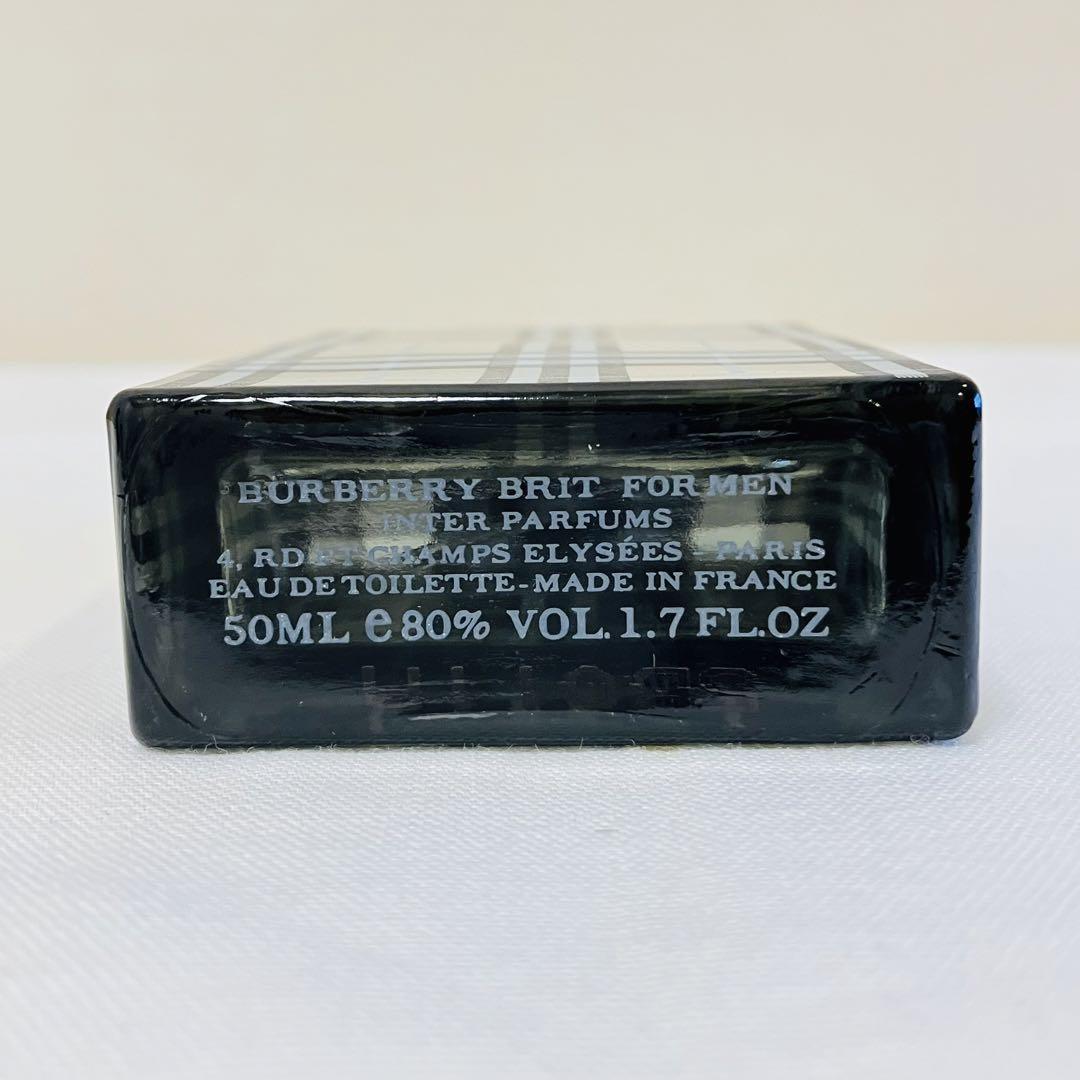 BURBERRY BRIT FOR MEN
INTER PARFUMS
4, RD PT CHAMPS ELYSÉES - PARIS
EAU DE TOILETTE-MADE IN FRANCE
50ML e 80% VOL. 1.7 FL.OZ